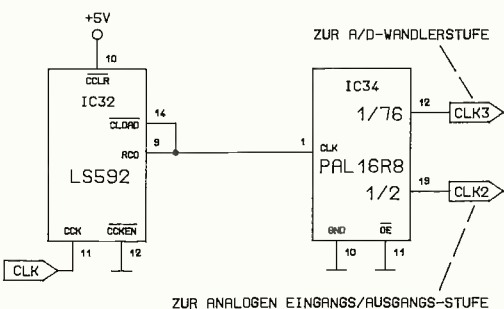 +5V
ZUR A/D-WANDLERSTUFE
10
CCLR
IC32
IC34
14
CLOAD
1/76
12
CLK3
9
RCO
1
CLK
LS592
PAL16R8
1/2
19
CLK2
CCK
CCKEN
GND
OE
CLK
11
12
10
11
ZUR ANALOGEN EINGANGS/AUSGANGS-STUFE